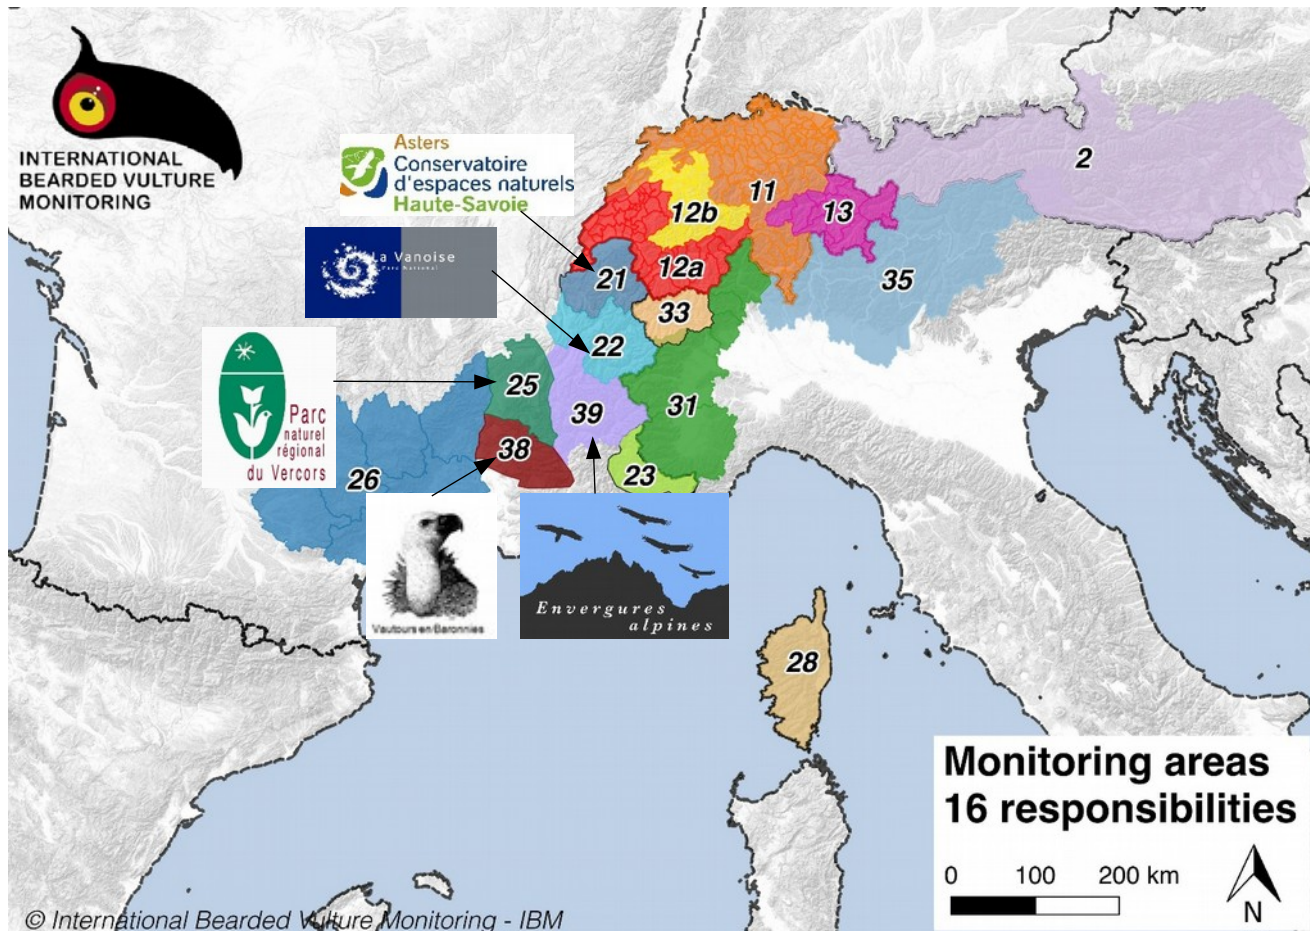 INTERNATIONAL
BEARDED VULTURE
MONITORING
Asters
Conservatoire
d'espaces naturels
Haute-Savoie
La Vanoise
Parc National
Parc
naturel
régional
du Vercors
2
11
12b
13
12a
21
35
33
22
25
39
31
38
23
26
Vautours en Baronnies
Envergures
alpines
28
Monitoring areas
16 responsibilities
0 100 200 km
N
© International Bearded Vulture Monitoring - IBM